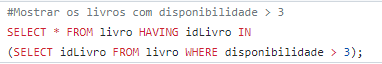 #Mostrar os livros com disponibilidade > 3
SELECT * FROM livro HAVING idLivro IN
(SELECT idLivro FROM livro WHERE disponibilidade > 3);